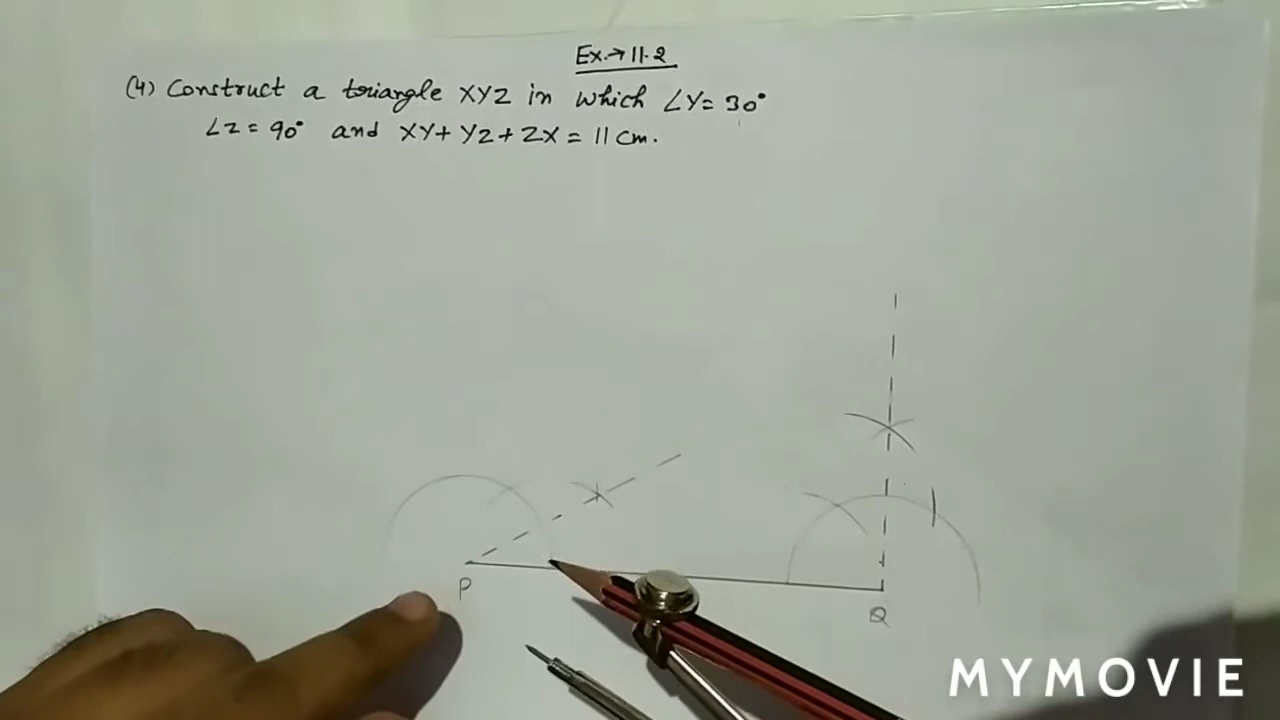 Ex.→ 11.2
(4) Construct a triangle XYZ in which ∠Y= 30°
∠Z = 90° and XY+ YZ + ZX = 11 cm.
P
Q
MYMOVIE